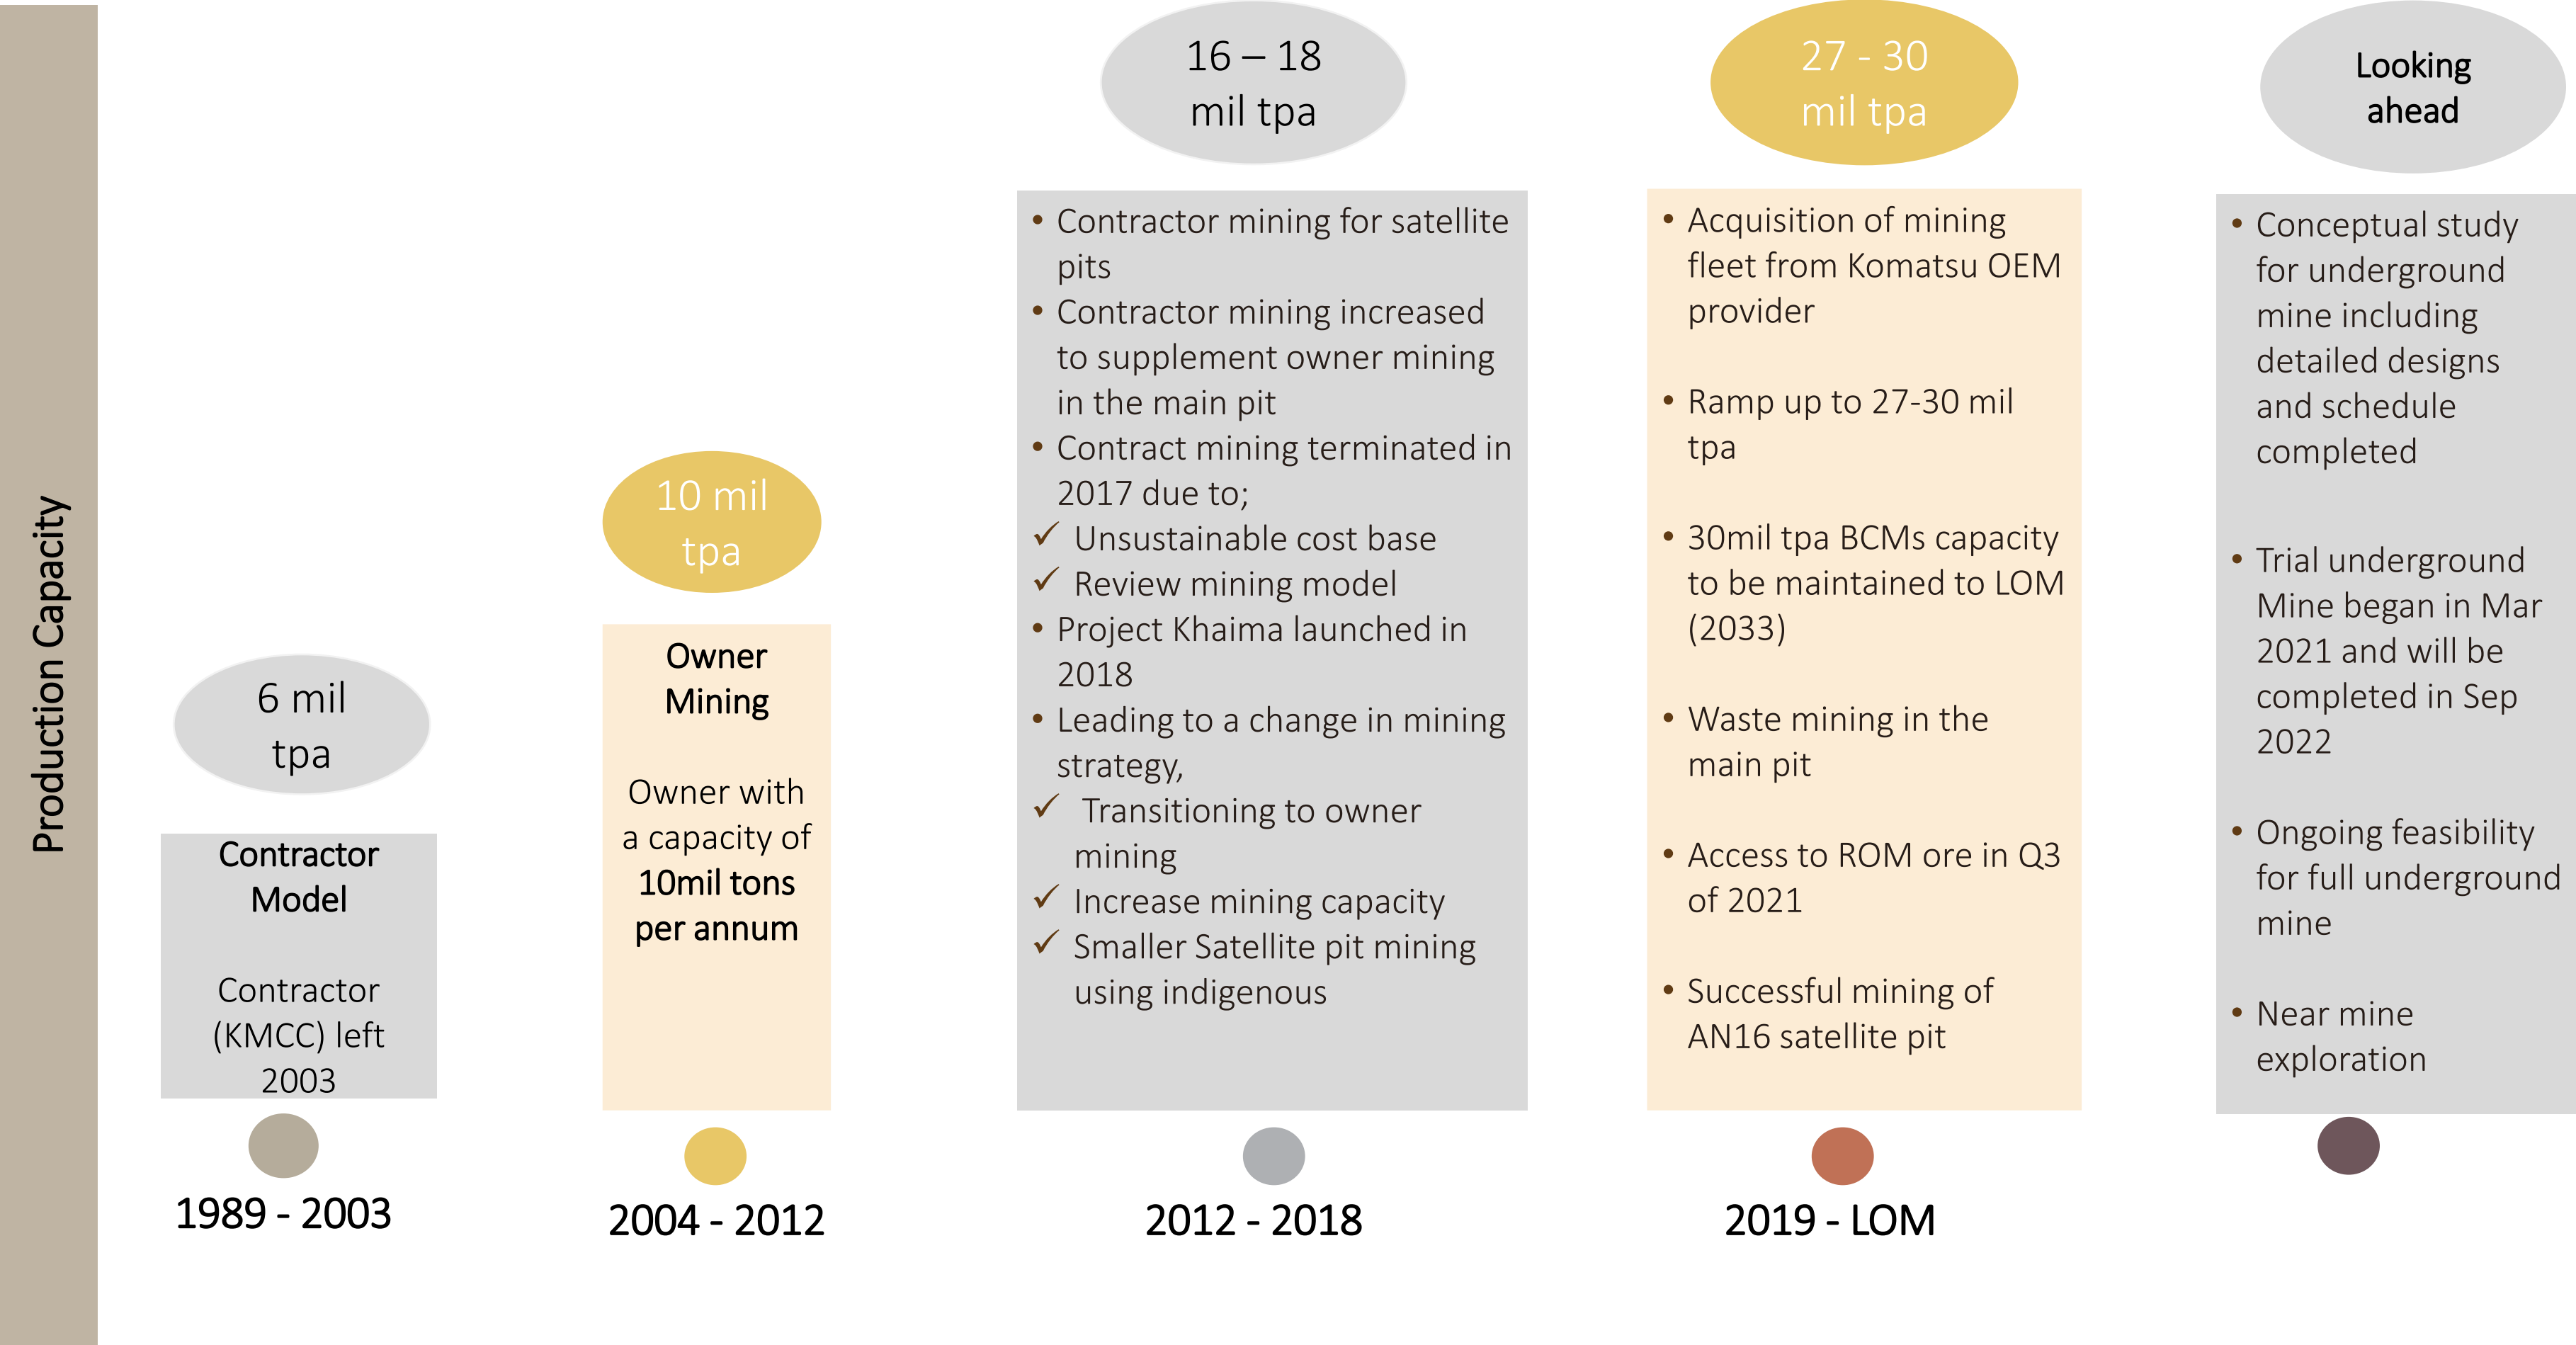 Production Capacity
6 mil
tpa
Contractor
Model
Contractor
(KMCC) left
2003
1989 - 2003
10 mil
tpa
Owner
Mining
Owner with
a capacity of
10mil tons
per annum
2004 - 2012
16 – 18
mil tpa
• Contractor mining for satellite
pits
• Contractor mining increased
to supplement owner mining
in the main pit
• Contract mining terminated in
2017 due to;
✓ Unsustainable cost base
✓ Review mining model
• Project Khaima launched in
2018
• Leading to a change in mining
strategy,
✓ Transitioning to owner
mining
✓ Increase mining capacity
✓ Smaller Satellite pit mining
using indigenous
2012 - 2018
27 - 30
mil tpa
• Acquisition of mining
fleet from Komatsu OEM
provider
• Ramp up to 27-30 mil
tpa
• 30mil tpa BCMs capacity
to be maintained to LOM
(2033)
• Waste mining in the
main pit
• Access to ROM ore in Q3
of 2021
• Successful mining of
AN16 satellite pit
2019 - LOM
Looking
ahead
• Conceptual study
for underground
mine including
detailed designs
and schedule
completed
• Trial underground
Mine began in Mar
2021 and will be
completed in Sep
2022
• Ongoing feasibility
for full underground
mine
• Near mine
exploration